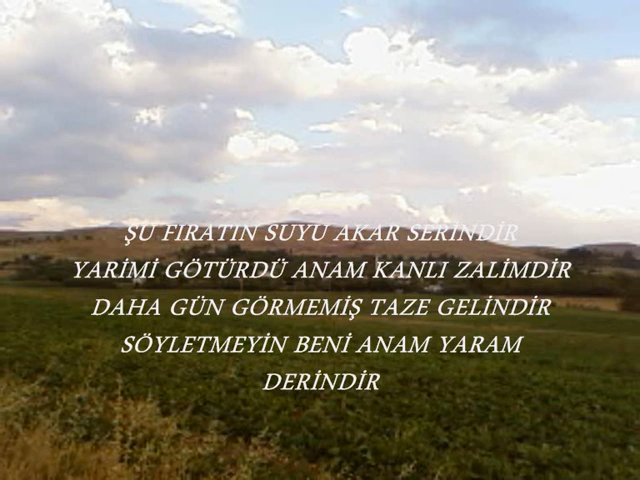 ŞU FIRATIN SUYU AKAR SERİNDİR
YARİMİ GÖTÜRDÜ ANAM KANLI ZALİMDİR
DAHA GÜN GÖRMEMİŞ TAZE GELİNDİR
SÖYLETMEYİN BENİ ANAM YARAM
DERİNDİR